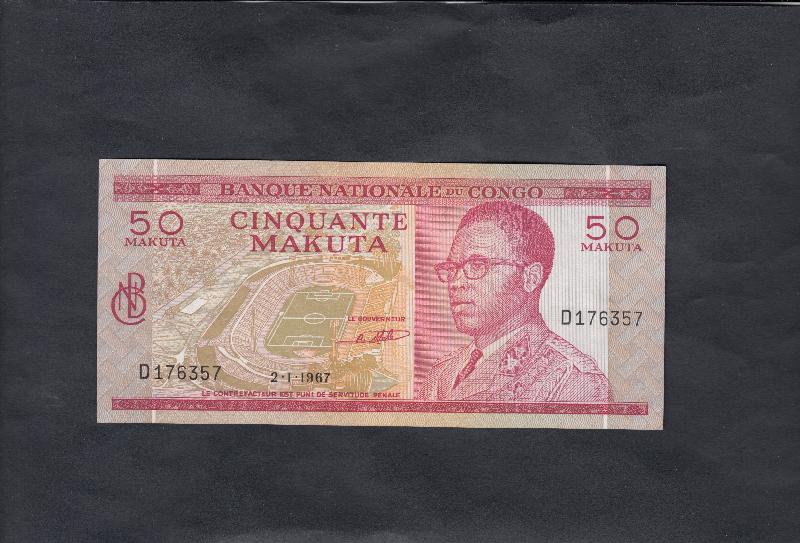 BANQUE NATIONALE DU CONGO
50
MAKUTA
CINQUANTE
MAKUTA
50
MAKUTA
BNC
LE GOUVERNEUR
D176357
D176357
2-1-1967
LE CONTREFACTEUR EST PUNI DE SERVITUDE PENALE